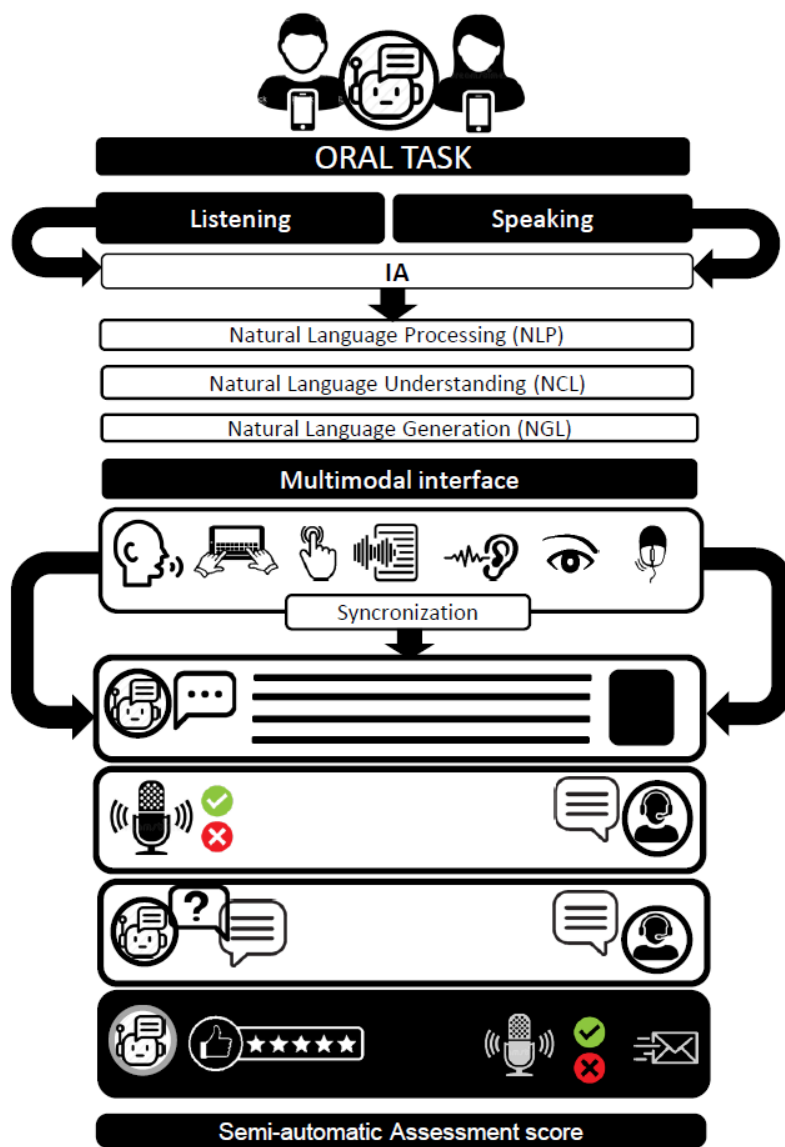 ORAL TASK
Listening
Speaking
IA
Natural Language Processing (NLP)
Natural Language Understanding (NCL)
Natural Language Generation (NGL)
Multimodal interface
Syncronization
?
Semi-automatic Assessment score